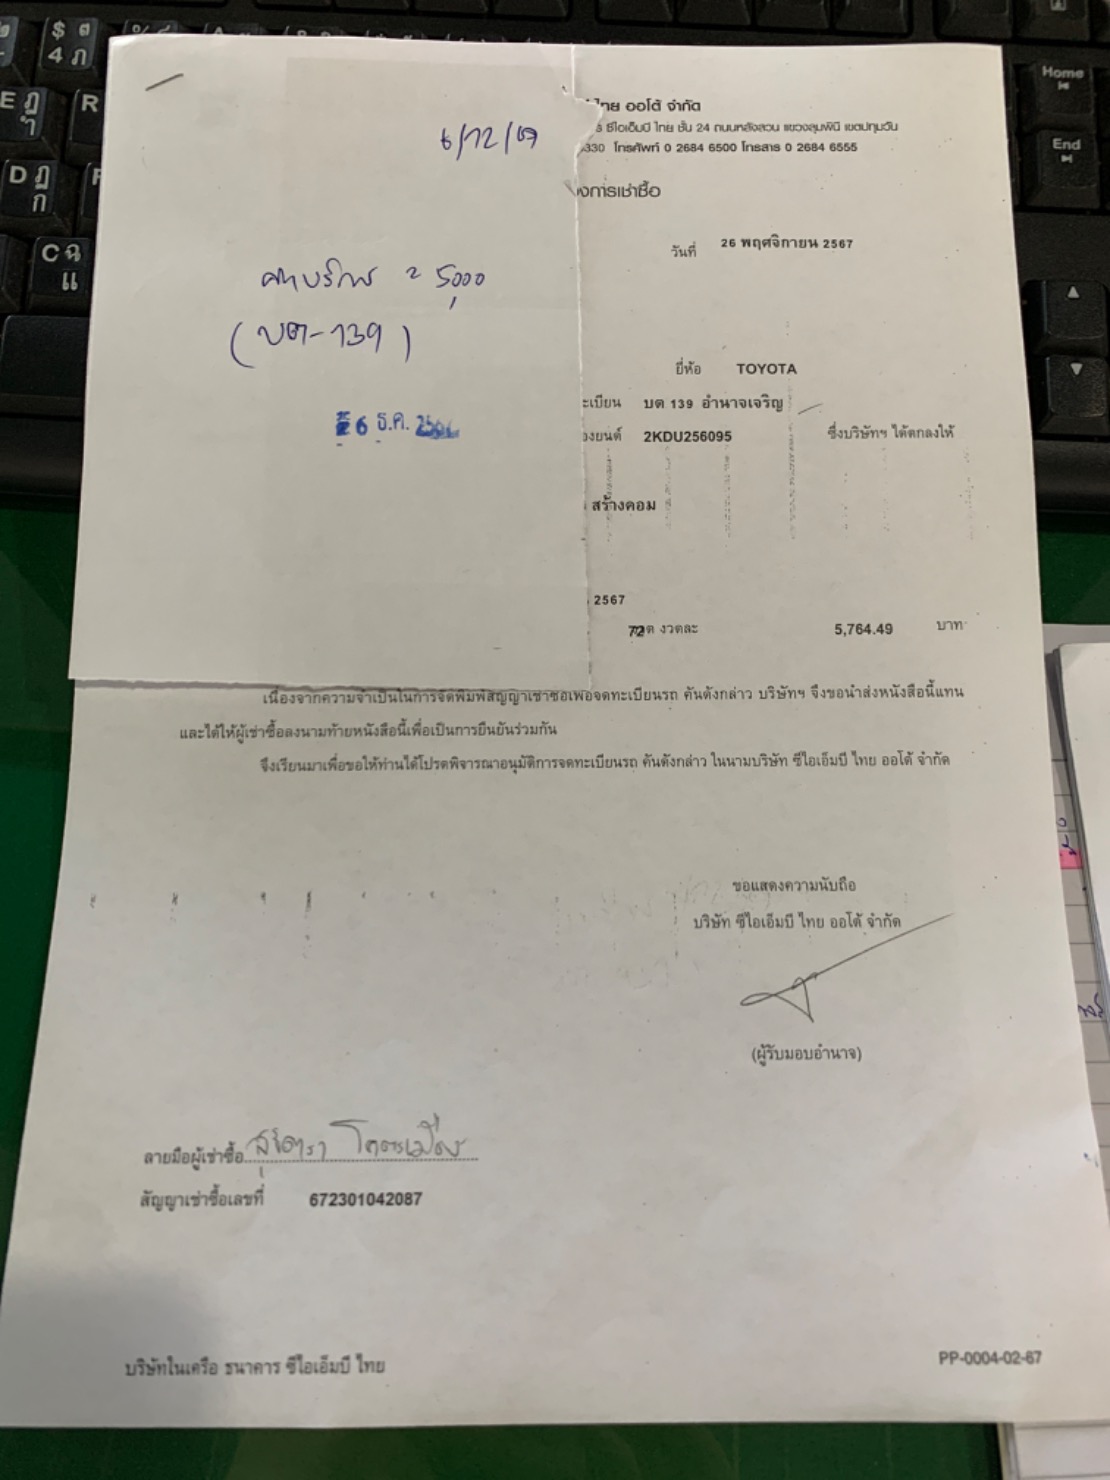 6/12/67
ค่าบริการ = 5,000
(บต-139)
6 ธ.ค. 2567
ไทย ออโต้ จำกัด
ซีไอเอ็มบี ไทย ชั้น 24 ถนนหลังสวน แขวงลุมพินี เขตปทุมวัน
330 โทรศัพท์ 0 2684 6500 โทรสาร 0 2684 6555
องการเช่าซื้อ
วันที่ 26 พฤศจิกายน 2567
ยี่ห้อ TOYOTA
ะเบียน บต 139 อำนาจเจริญ
องยนต์ 2KDU256095 ซึ่งบริษัทฯ ได้ตกลงให้
สร้างคอม
2567
72 งวดละ 5,764.49 บาท
เนื่องจากความจำเป็นในการจัดพิมพ์สัญญาเช่าซื้อเพื่อจดทะเบียนรถ คันดังกล่าว บริษัทฯ จึงขอนำส่งหนังสือนี้แทน
และได้ให้ผู้เช่าซื้อลงนามท้ายหนังสือนี้เพื่อเป็นการยืนยันร่วมกัน
จึงเรียนมาเพื่อขอให้ท่านได้โปรดพิจารณาอนุมัติการจดทะเบียนรถ คันดังกล่าว ในนามบริษัท ซีไอเอ็มบี ไทย ออโต้ จำกัด
ขอแสดงความนับถือ
บริษัท ซีไอเอ็มบี ไทย ออโต้ จำกัด
(ผู้รับมอบอำนาจ)
ลายมือผู้เช่าซื้อ
สัญญาเช่าซื้อเลขที่ 672301042087
บริษัทในเครือ ธนาคาร ซีไอเอ็มบี ไทย
PP-0004-02-67